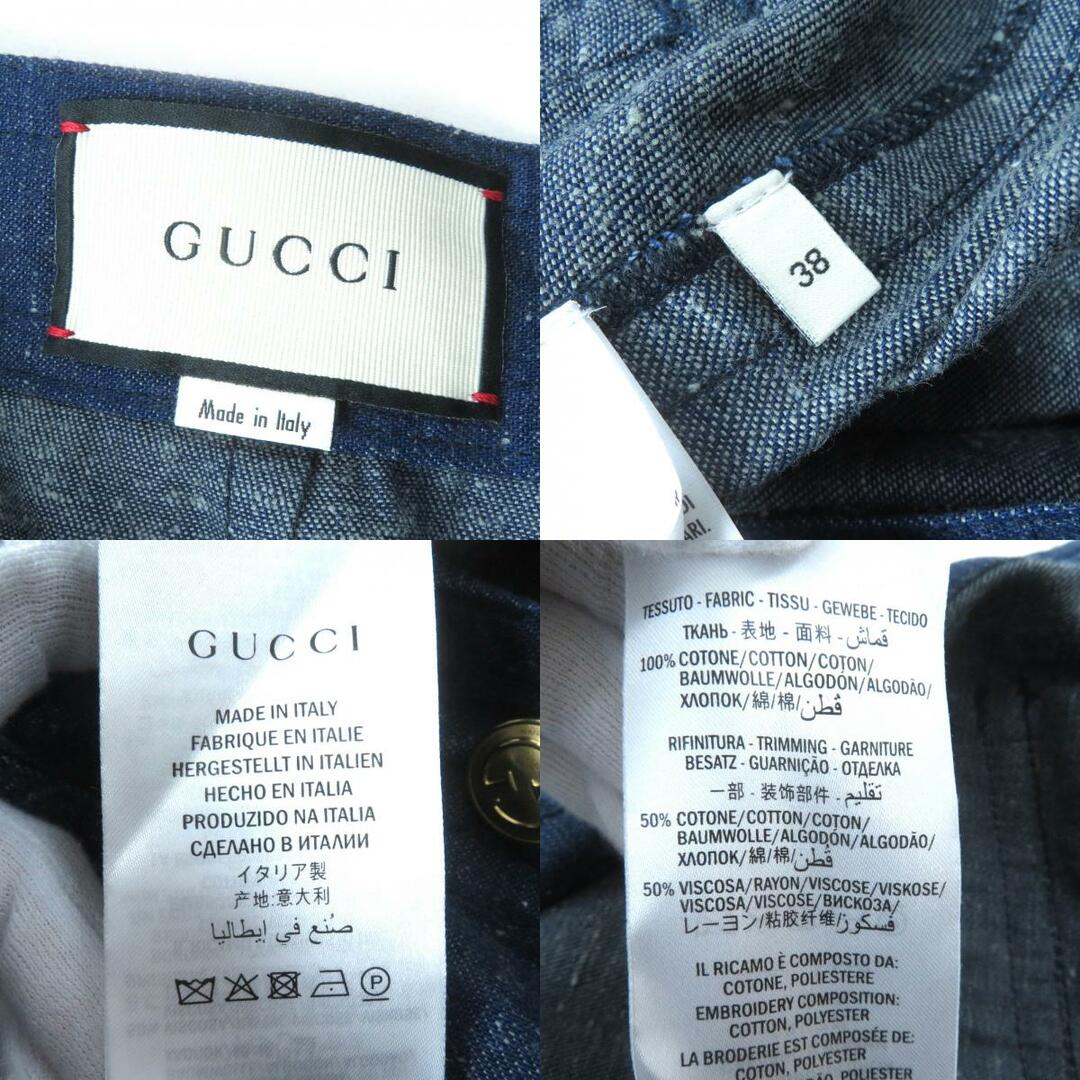 GUCCI
Made in Italy
38
ARI.
GUCCI
MADE IN ITALY
FABRIQUE EN ITALIE
HERGESTELLT IN ITALIEN
HECHO EN ITALIA
PRODUZIDO NA ITALIA
СДЕЛАНО В ИТАЛИИ
イタリア製
产地:意大利
صُنع في إيطاليا
P
TESSUTO - FABRIC - TISSU - GEWEBE - TECIDO
ТКАНЬ - 表地 - 面料 - قماش
100% COTONE/COTTON/COTON/
BAUMWOLLE/ALGODÓN/ALGODÃO/
ХЛОПОК/綿/棉/قطن
RIFINITURA - TRIMMING - GARNITURE
BESATZ - GUARNIÇÃO - ОТДЕЛКА
一部 - 装饰部件 - تقليم
50% COTONE/COTTON/COTON/
BAUMWOLLE/ALGODÓN/ALGODÃO/
ХЛОПОК/綿/棉/قطن
50% VISCOSA/RAYON/VISCOSE/VISKOSE/
VISCOSA/VISCOSE/ВИСКОЗА/
レーヨン/粘胶纤维/فسكوز
IL RICAMO È COMPOSTO DA:
COTONE, POLIESTERE
EMBROIDERY COMPOSITION:
COTTON, POLYESTER
LA BRODERIE EST COMPOSÉE DE:
POLYESTER